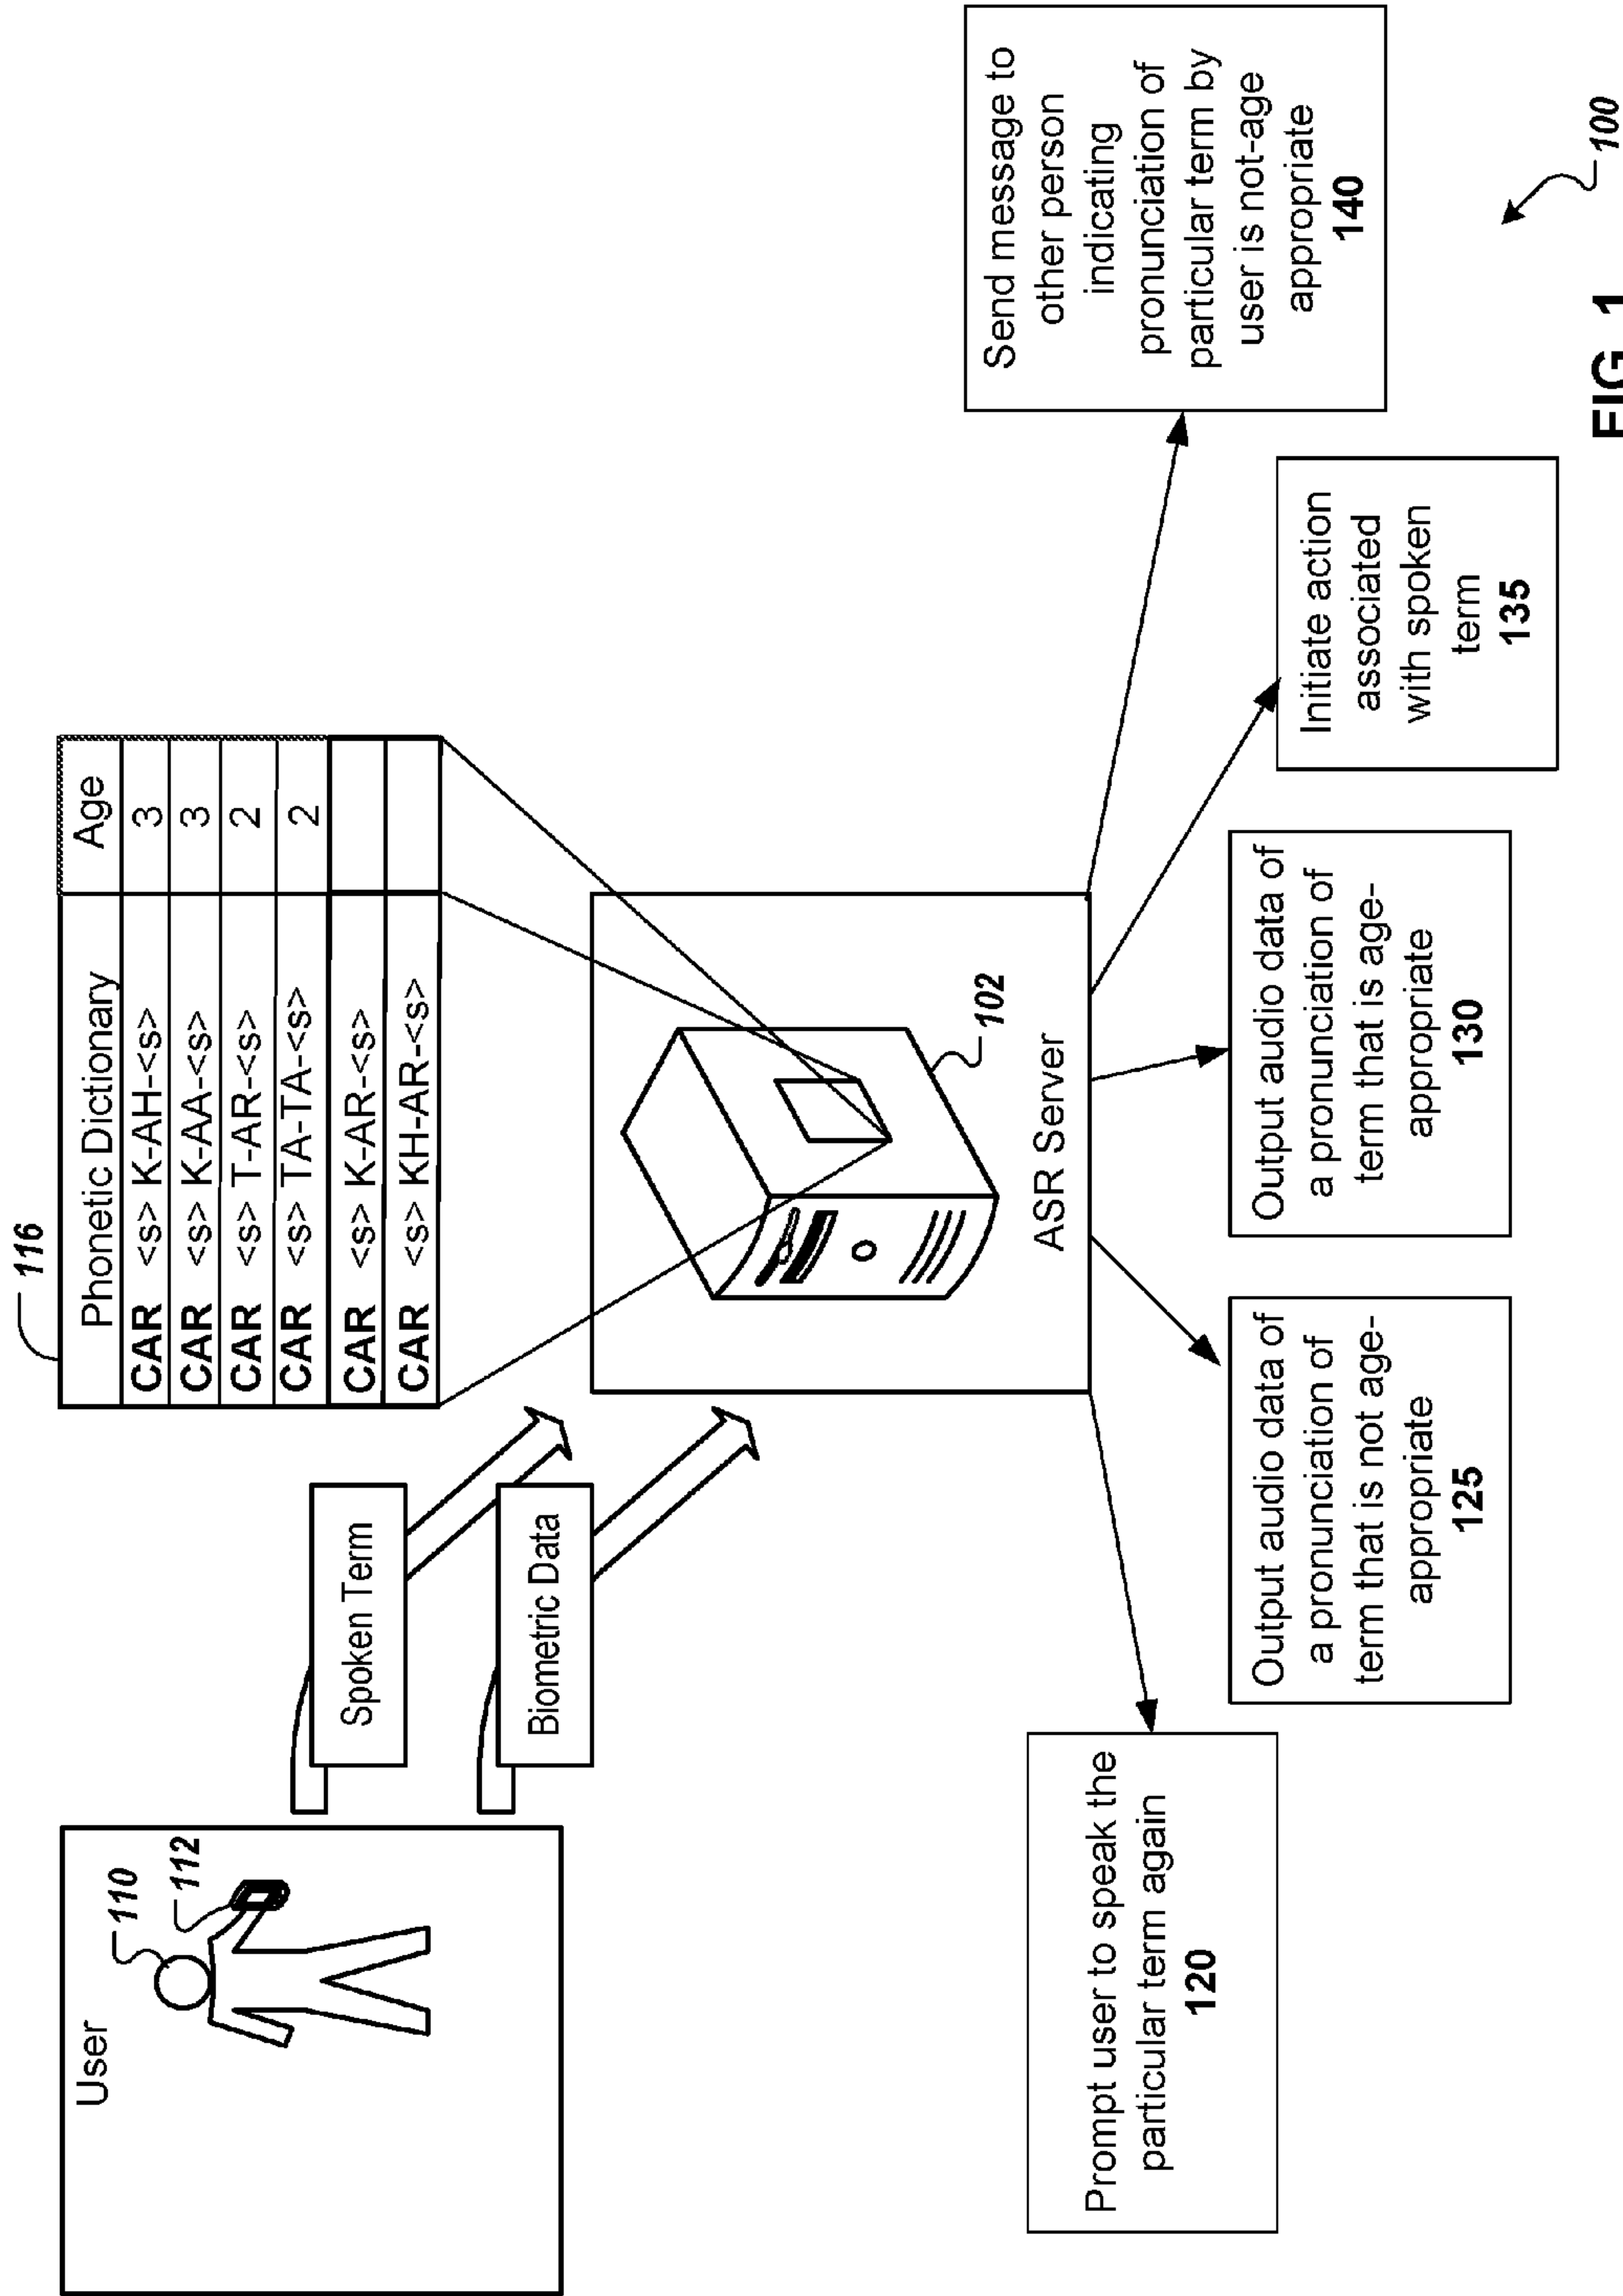 116
Phonetic Dictionary Age
CAR <s> K-AH-<s> 3
CAR <s> K-AA-<s> 3
CAR <s> T-AR-<s> 2
CAR <s> TA-TA-<s> 2
CAR <s> K-AR-<s>
CAR <s> KH-AR-<s>
User
110
112
Spoken Term
Biometric Data
102
ASR Server
Prompt user to speak the
particular term again
120
Output audio data of
a pronunciation of
term that is not age-
appropriate
125
Output audio data of
a pronunciation of
term that is age-
appropriate
130
Initiate action
associated
with spoken
term
135
Send message to
other person
indicating
pronunciation of
particular term by
user is not-age
appropriate
140
100
FIG. 1